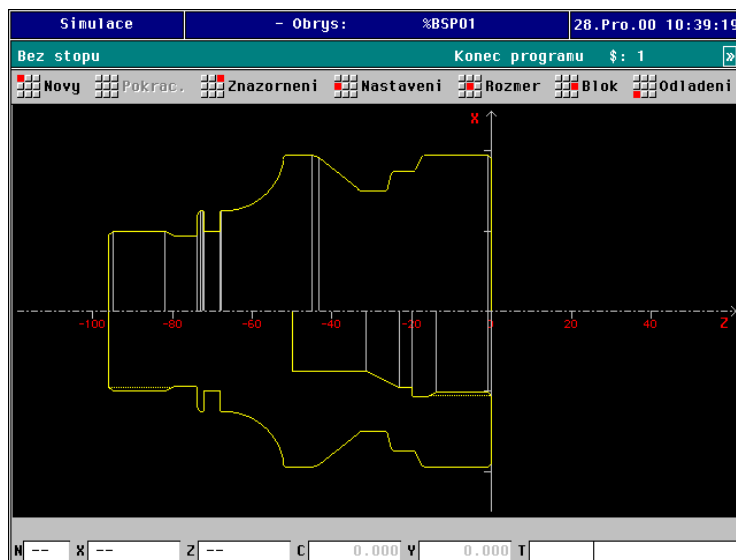 Simulace - Obrys: %BSP01 28.Pro.00 10:39:19
Bez stopu Konec programu $: 1 »
Novy Pokrac. Znazorneni Nastaveni Rozmer Blok Odladeni
X
-100 -80 -60 -40 -20 0 20 40 Z
N -- X -- Z -- C 0.000 Y 0.000 T